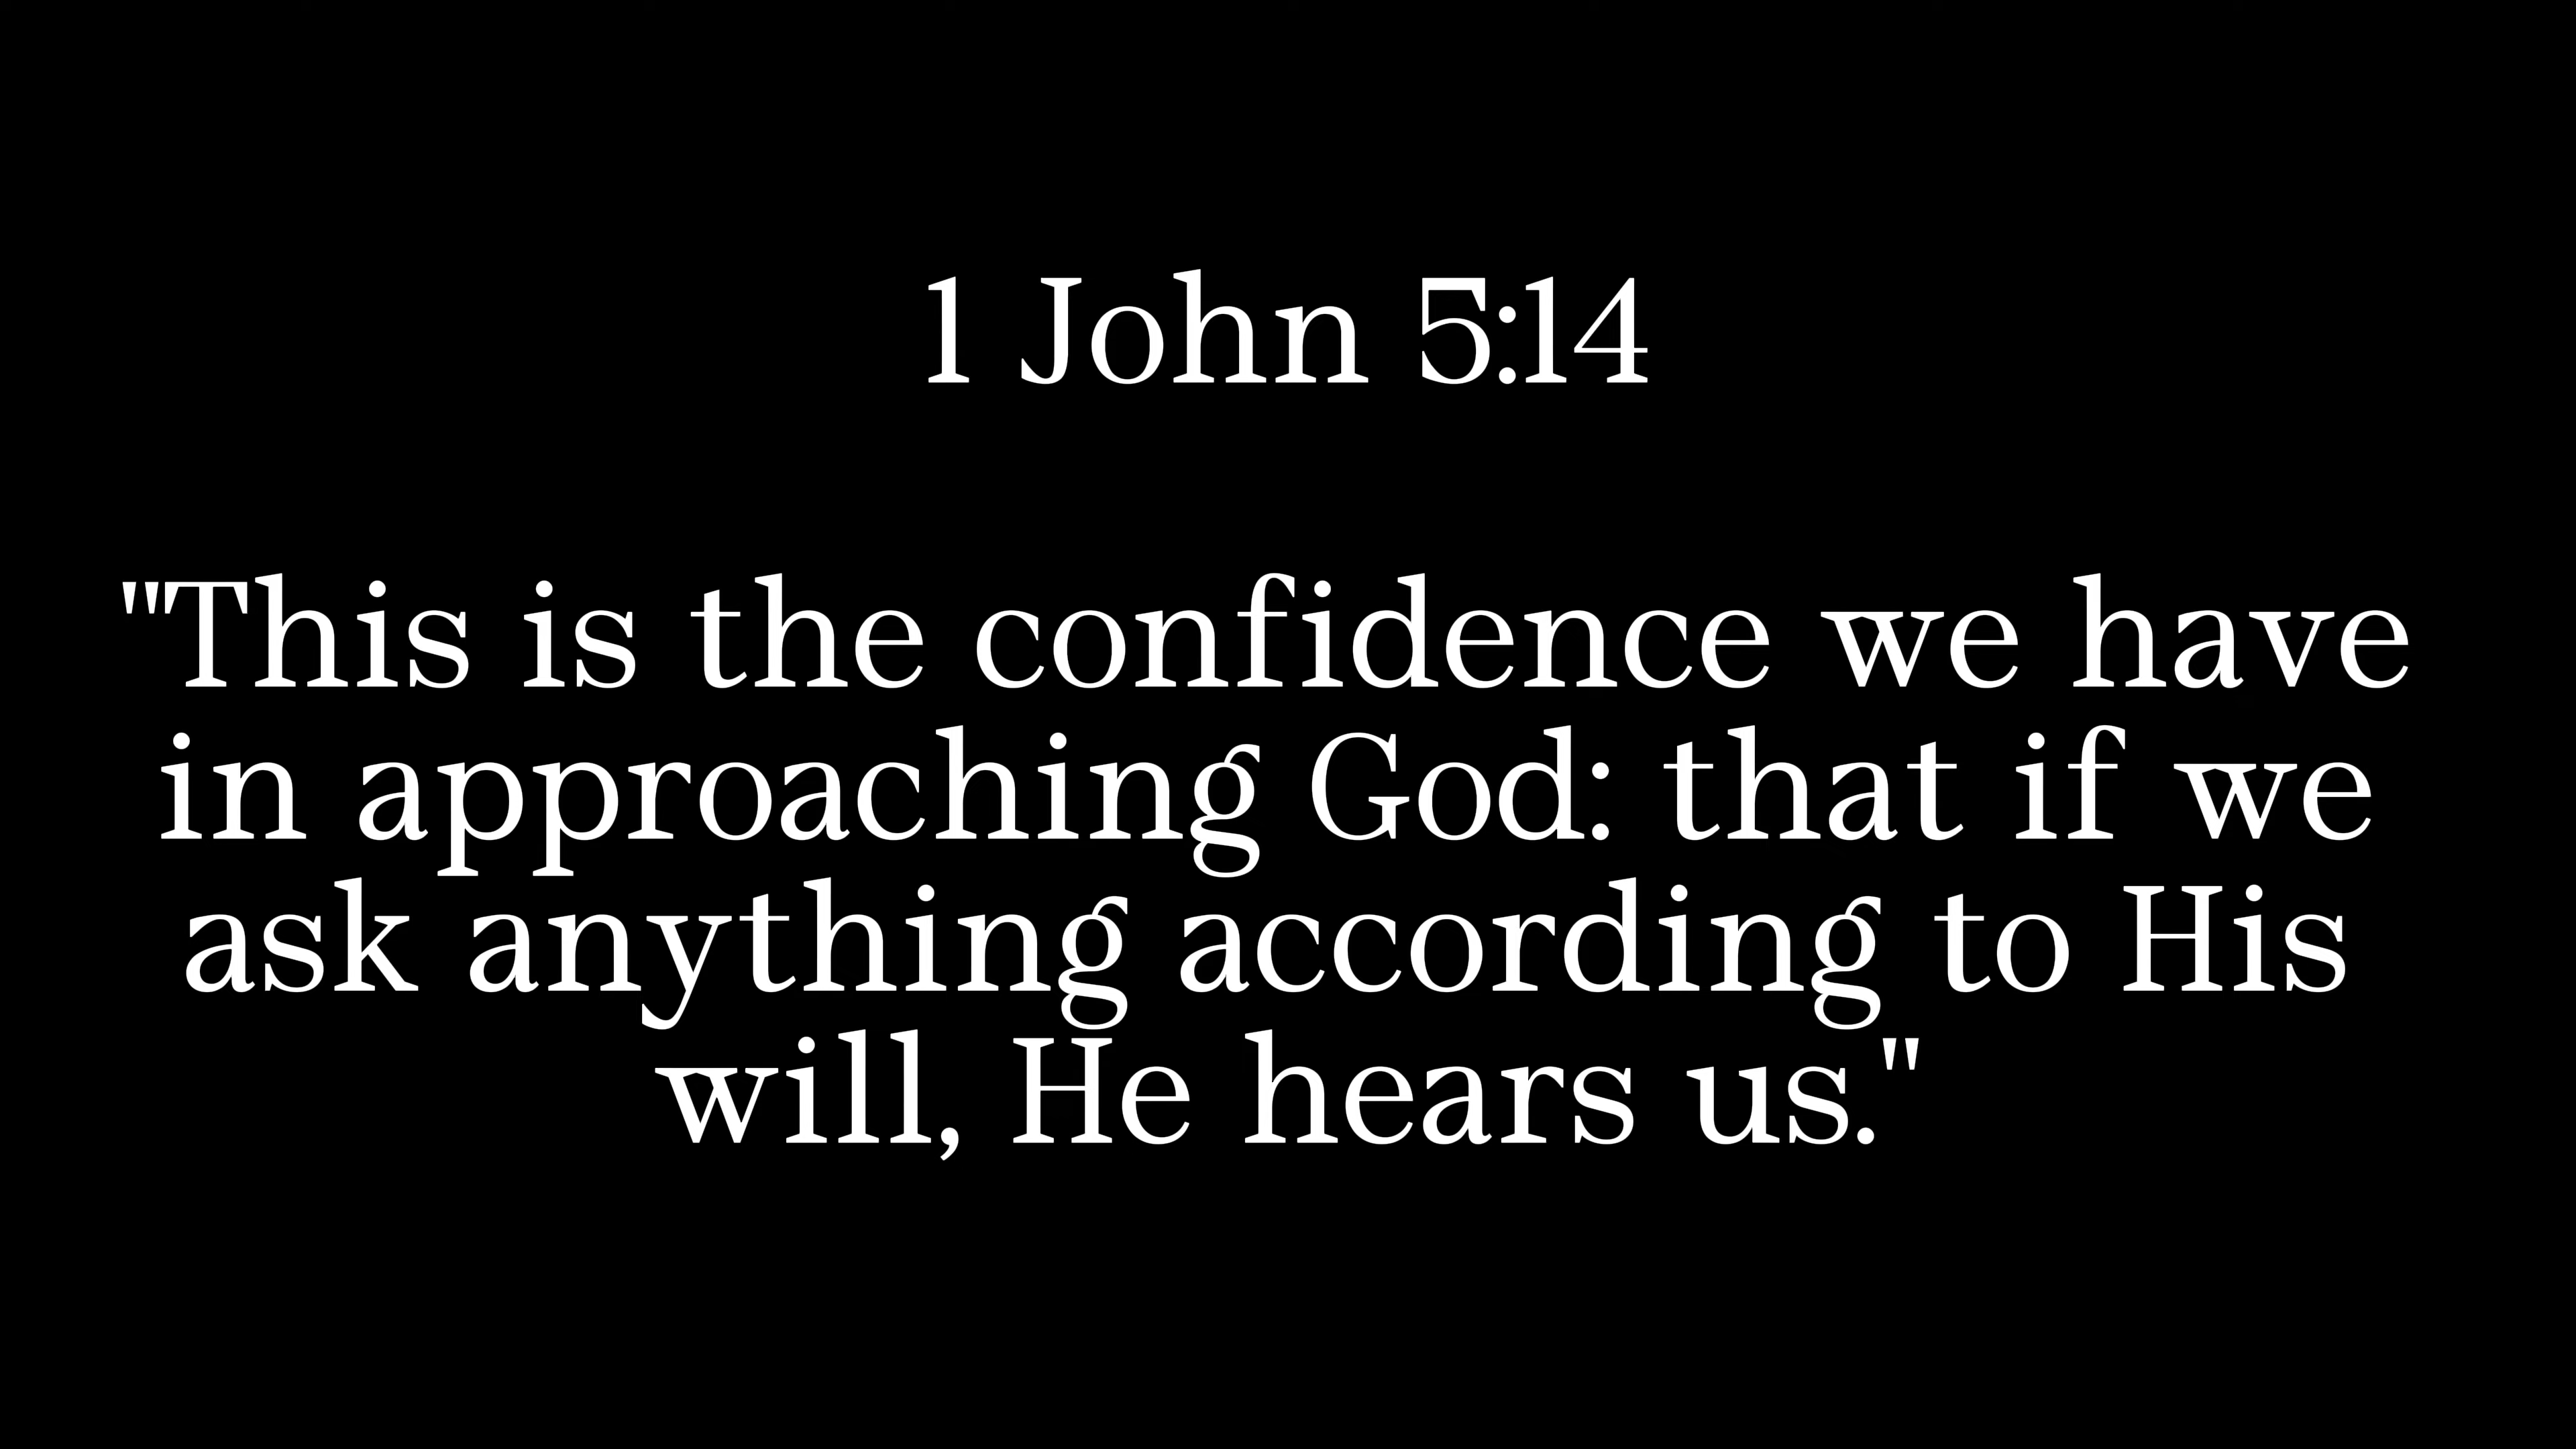 1 John 5:14
"This is the confidence we have
in approaching God: that if we
ask anything according to His
will, He hears us."